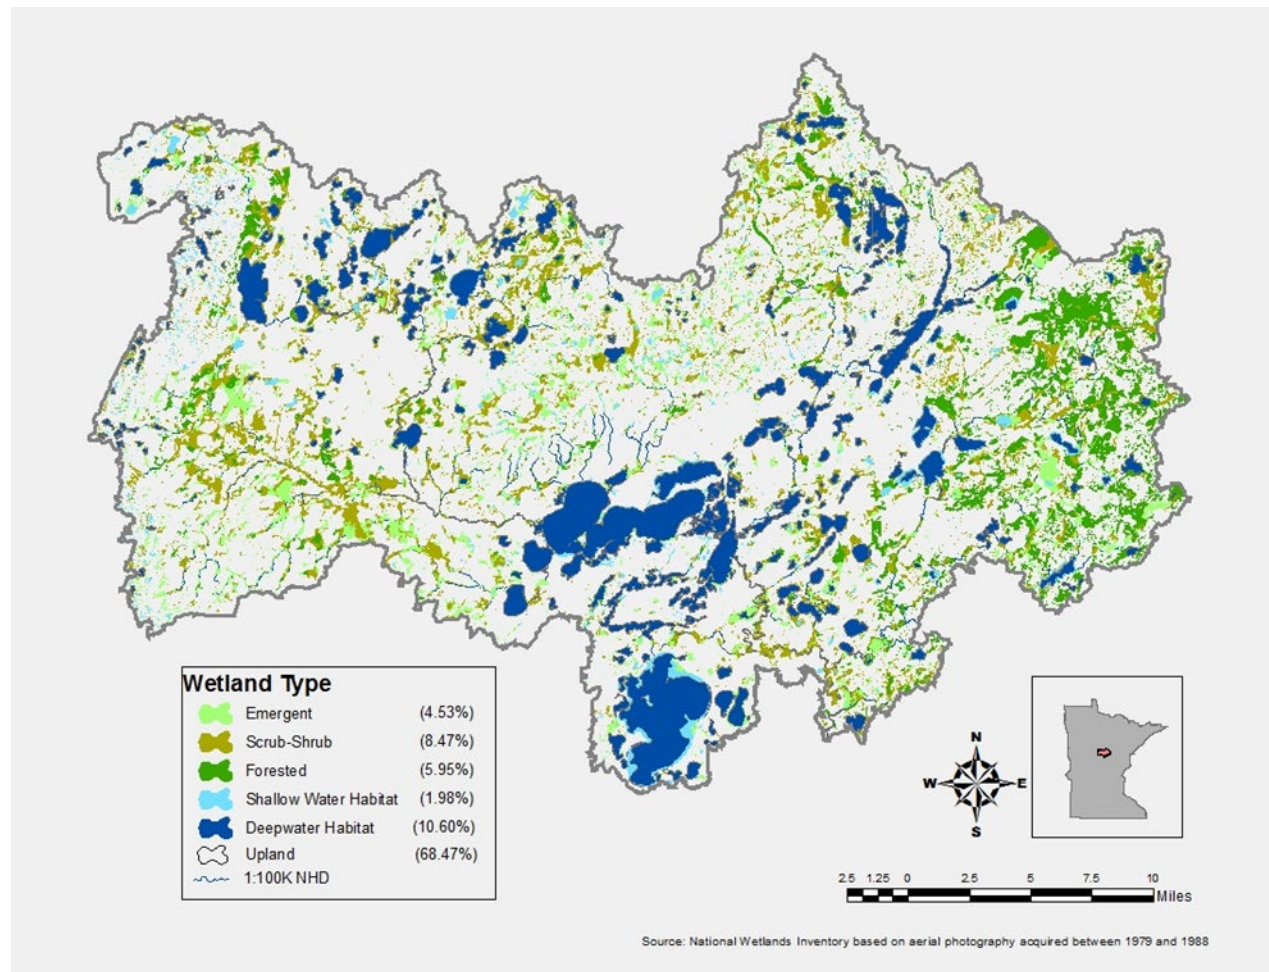 Wetland Type
Emergent (4.53%)
Scrub-Shrub (8.47%)
Forested (5.95%)
Shallow Water Habitat (1.98%)
Deepwater Habitat (10.60%)
Upland (68.47%)
1:100K NHD
N
W E
S
2.5 1.25 0 2.5 5 7.5 10
Miles
Source: National Wetlands Inventory based on aerial photography acquired between 1979 and 1988